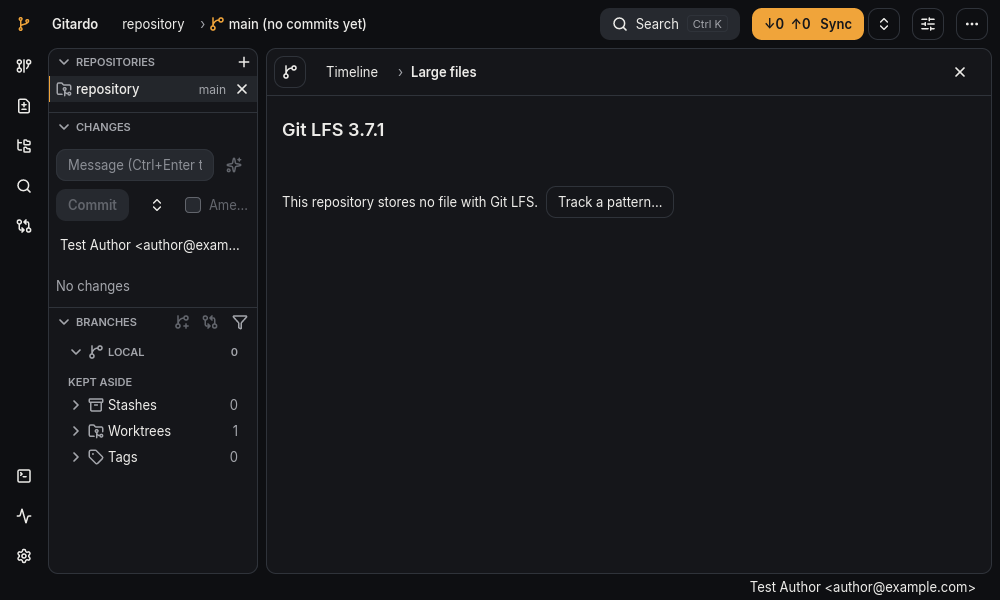 Gitardo
repository
main (no commits yet)
Search
Ctrl K
↓0 ↑0 Sync
REPOSITORIES
repository
main
CHANGES
Message (Ctrl+Enter t
Commit
Ame...
Test Author <author@exam...
No changes
BRANCHES
LOCAL
0
KEPT ASIDE
Stashes
0
Worktrees
1
Tags
0
Timeline
Large files
Git LFS 3.7.1
This repository stores no file with Git LFS.
Track a pattern...
Test Author <author@example.com>